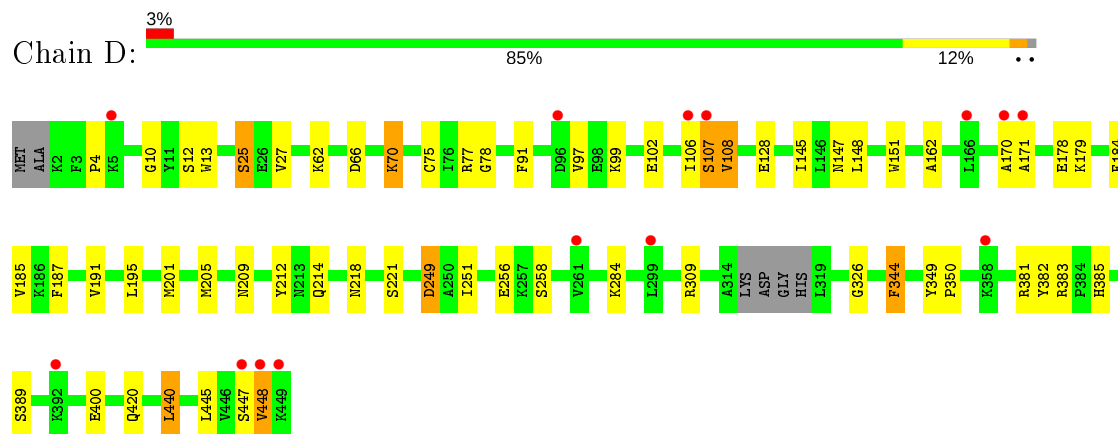 3%
Chain D:
85% 12% • •
MET ALA K2 F3 P4 K5 G10 Y11 S12 W13 S25 E26 V27 K62 D66 K70 C75 I76 R77 G78 F91 D96 V97 E98 K99 E102 I106 S107 V108 E128 I145 L146 N147 L148 W151 A162 L166 A170 A171 E178 K179
V185 K186 F187 V191 L195 M201 M205 N209 Y212 N213 Q214 N218 S221 D249 A250 I251 E256 K257 S258 V261 K284 L299 R309 A314 LYS ASP GLY HIS L319 G326 F344 Y349 P350 K358 R381 Y382 R383 P384 H385
S389 K392 E400 Q420 L440 L445 V446 S447 V448 K449